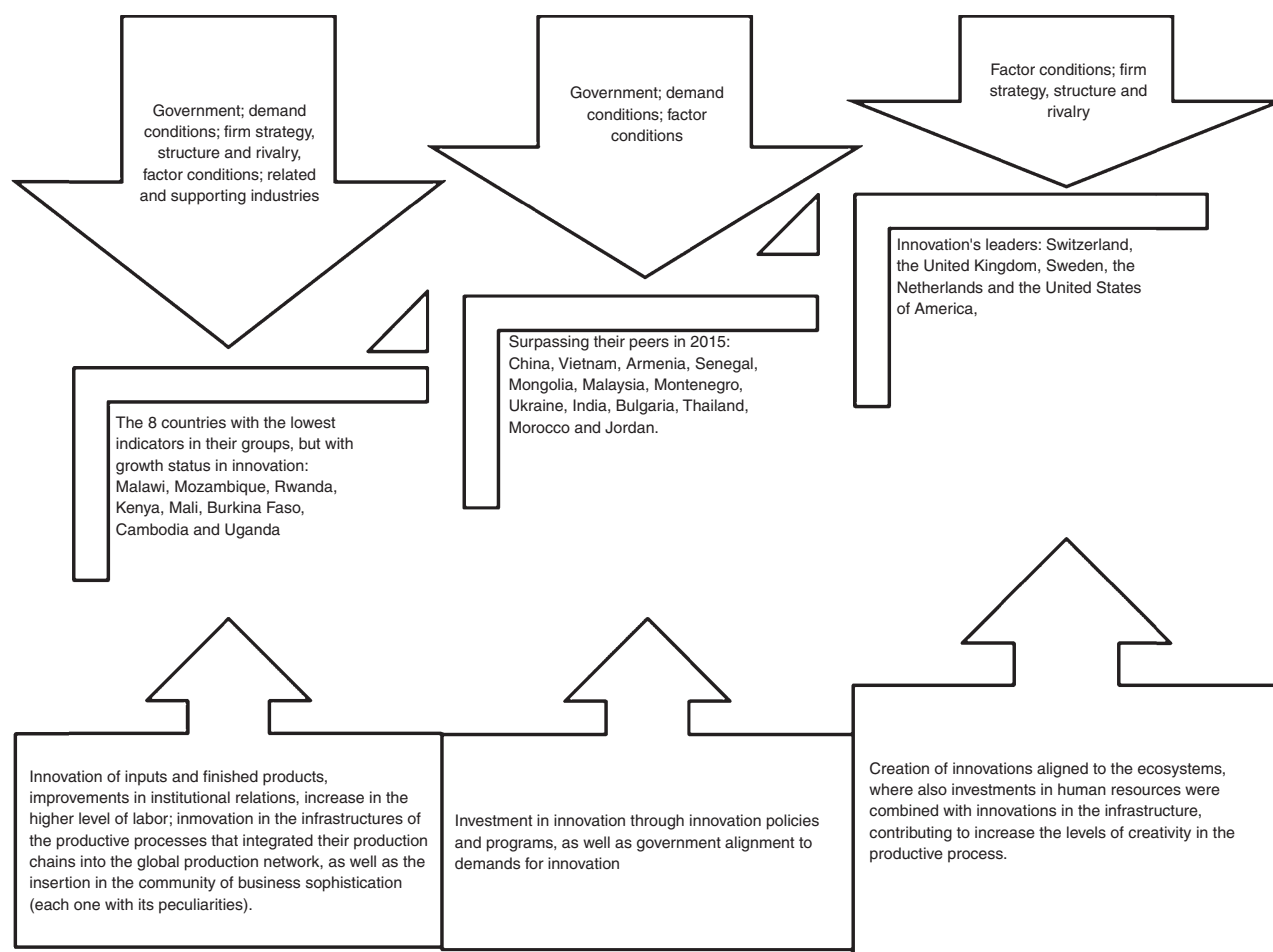 Government; demand
conditions; firm strategy,
structure and rivalry,
factor conditions; related
and supporting industries
Government; demand
conditions; factor
conditions
Factor conditions; firm
strategy, structure and
rivalry
The 8 countries with the lowest
indicators in their groups, but with
growth status in innovation:
Malawi, Mozambique, Rwanda,
Kenya, Mali, Burkina Faso,
Cambodia and Uganda
Surpassing their peers in 2015:
China, Vietnam, Armenia, Senegal,
Mongolia, Malaysia, Montenegro,
Ukraine, India, Bulgaria, Thailand,
Morocco and Jordan.
Innovation's leaders: Switzerland,
the United Kingdom, Sweden, the
Netherlands and the United States
of America,
Innovation of inputs and finished products,
improvements in institutional relations, increase in the
higher level of labor; inmovation in the infrastructures of
the productive processes that integrated their production
chains into the global production network, as well as the
insertion in the community of business sophistication
(each one with its peculiarities).
Investment in innovation through innovation policies
and programs, as well as government alignment to
demands for innovation
Creation of innovations aligned to the ecosystems,
where also investments in human resources were
combined with innovations in the infrastructure,
contributing to increase the levels of creativity in the
productive process.